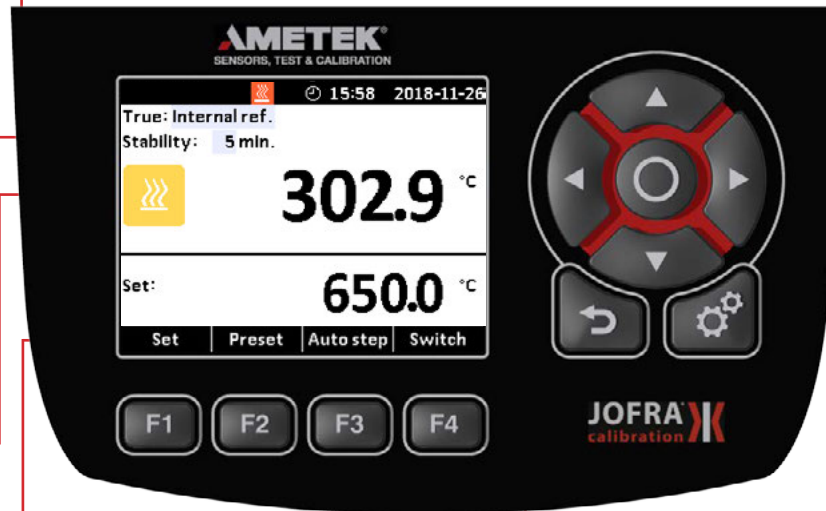 AMETEK®
SENSORS, TEST & CALIBRATION
15:58 2018-11-26
True: Internal ref.
Stability: 5 min.
302.9 °C
Set: 650.0 °C
Set Preset Auto step Switch
F1 F2 F3 F4
JOFRA
calibration